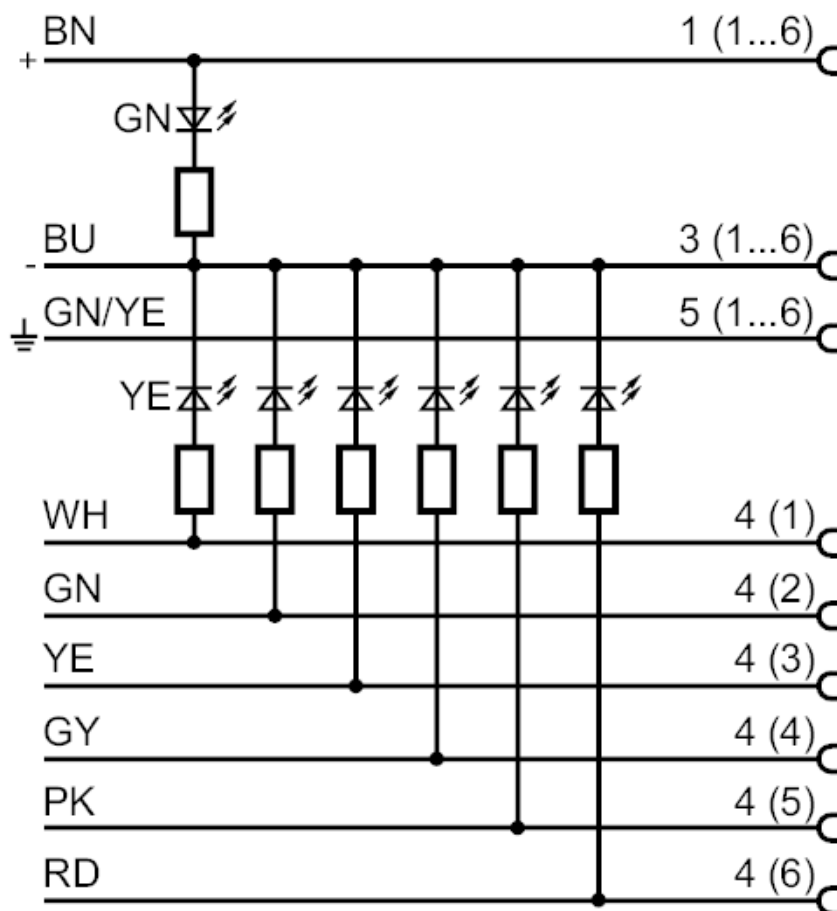 BN 1 (1...6)
+
GN
BU 3 (1...6)
-
GN/YE 5 (1...6)
YE
WH 4 (1)
GN 4 (2)
YE 4 (3)
GY 4 (4)
PK 4 (5)
RD 4 (6)